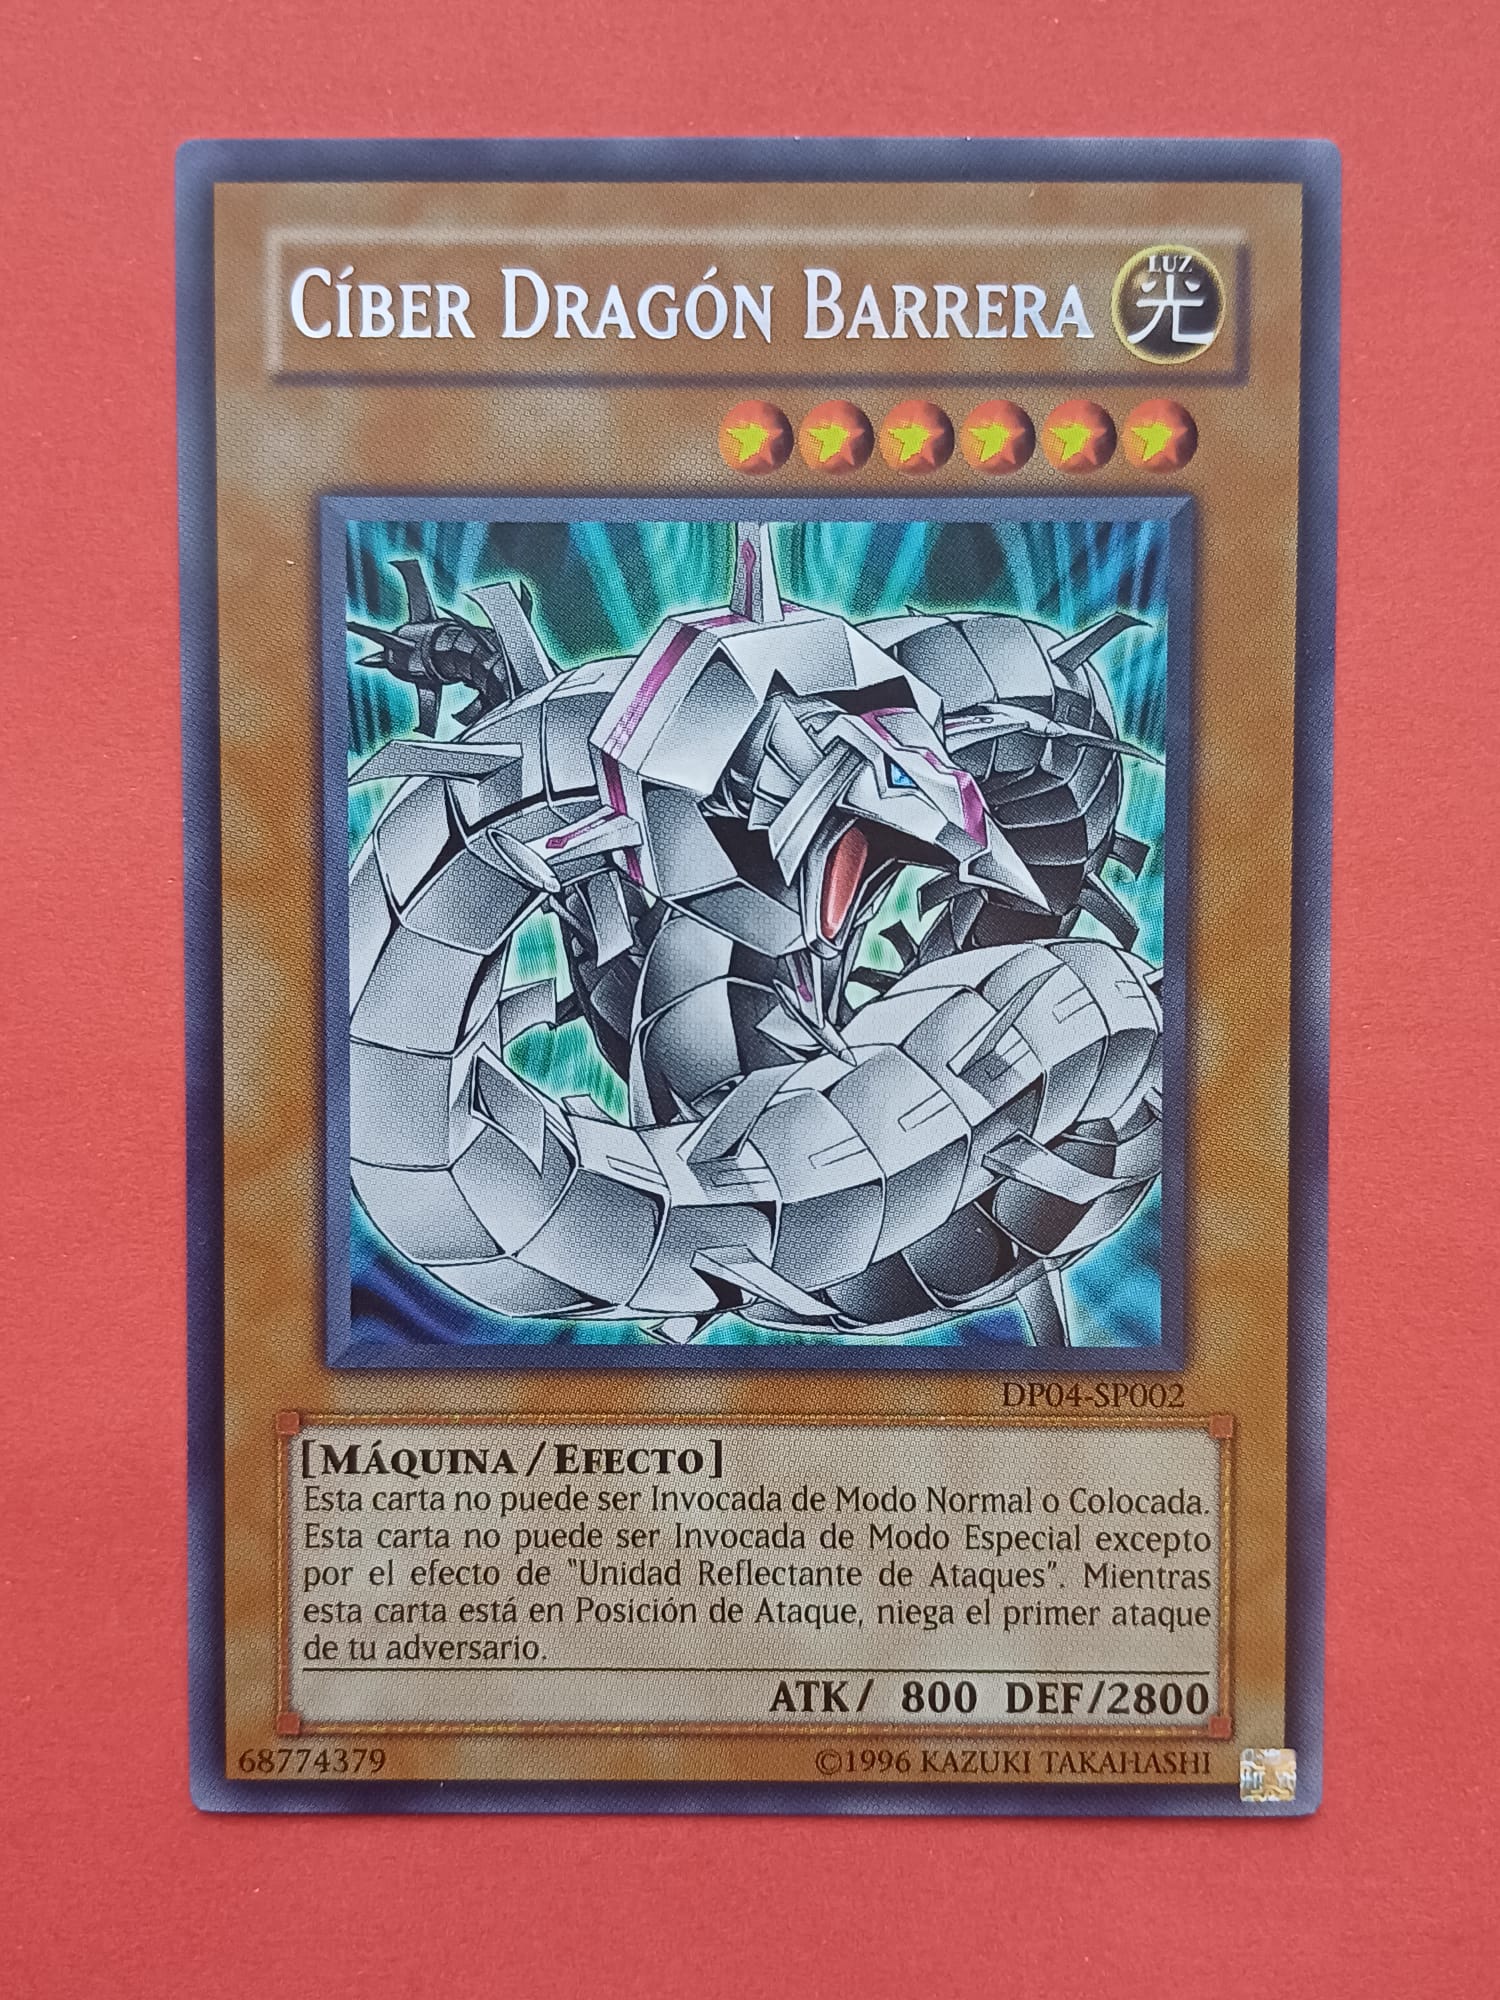 CÍBER DRAGÓN BARRERA
LUZ
光
DP04-SP002
[MÁQUINA/EFECTO]
Esta carta no puede ser Invocada de Modo Normal o Colocada.
Esta carta no puede ser Invocada de Modo Especial excepto
por el efecto de "Unidad Reflectante de Ataques". Mientras
esta carta está en Posición de Ataque, niega el primer ataque
de tu adversario.
ATK/ 800 DEF/2800
68774379
©1996 KAZUKI TAKAHASHI